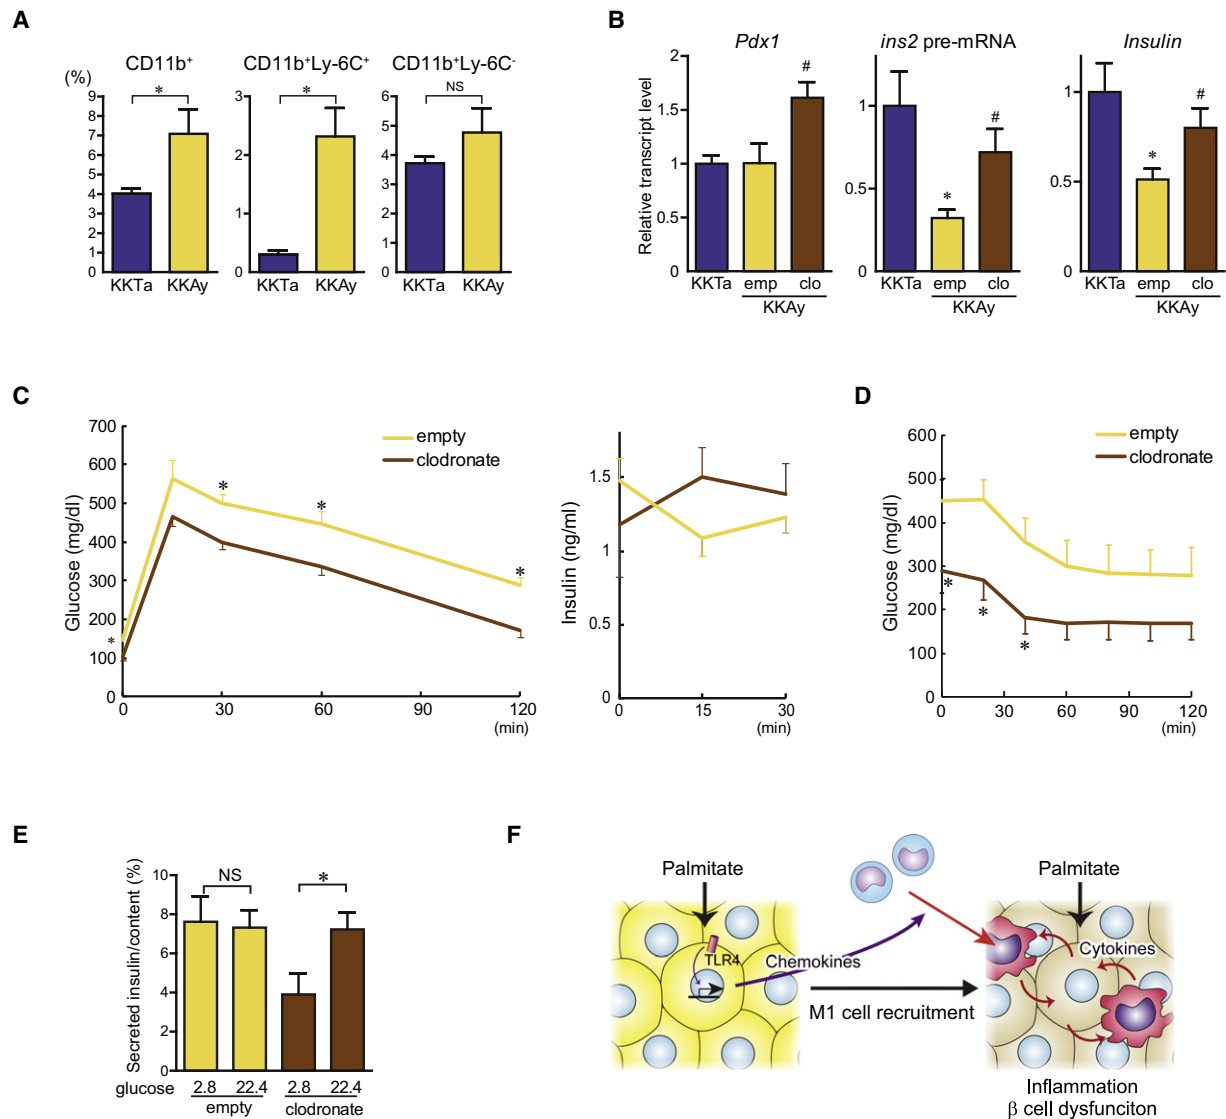 A
CD11b⁺ CD11b⁺Ly-6C⁺ CD11b⁺Ly-6C⁻
(%)
* * NS
9 8 7 6 5 4 3 2 1 0
3 2 1 0
6 5 4 3 2 1 0
KKTa KKAy KKTa KKAy KKTa KKAy
B
Pdx1 ins2 pre-mRNA Insulin
Relative transcript level
2 1.5 1 0.5 0
1 0.5 0
1 0.5 0
# * # * #
KKTa emp clo KKTa emp clo KKTa emp clo
KKAy KKAy KKAy
C
Glucose (mg/dl)
700
600
500
400
300
200
100
0
empty
clodronate
* * * *
0 30 60 90 120
(min)
Insulin (ng/ml)
1.5
1
0.5
0
0 15 30
(min)
D
Glucose (mg/dl)
600
500
400
300
200
100
0
empty
clodronate
* * *
0 30 60 90 120
(min)
E
Secreted insulin/content (%)
10
8
6
4
2
0
NS *
glucose 2.8 22.4 2.8 22.4
empty clodronate
F
Palmitate Palmitate
TLR4
Chemokines
Cytokines
M1 cell recruitment
Inflammation
β cell dysfunciton